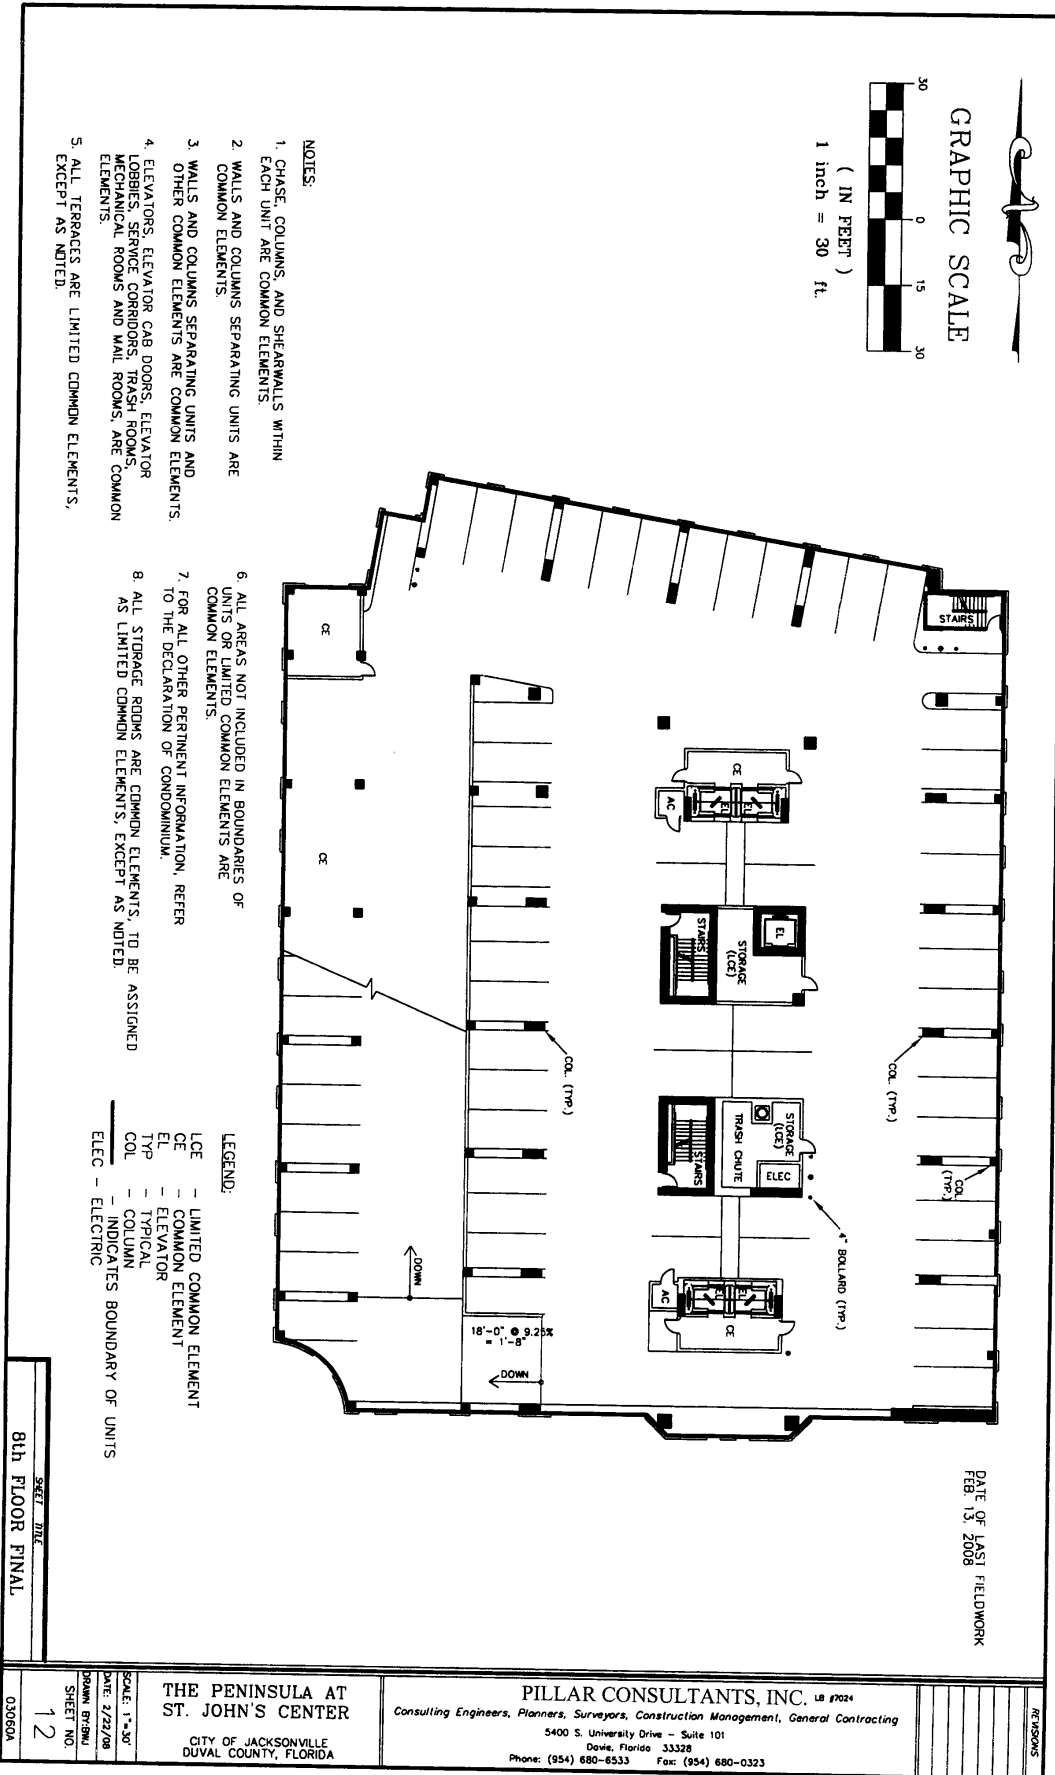 GRAPHIC SCALE
30 0 15 30
( IN FEET )
1 inch = 30 ft.
NOTES:
1. CHASE, COLUMNS, AND SHEARWALLS WITHIN
EACH UNIT ARE COMMON ELEMENTS.
2. WALLS AND COLUMNS SEPARATING UNITS ARE
COMMON ELEMENTS.
3. WALLS AND COLUMNS SEPARATING UNITS AND
OTHER COMMON ELEMENTS ARE COMMON ELEMENTS.
4. ELEVATORS, ELEVATOR CAB DOORS, ELEVATOR
LOBBIES, SERVICE CORRIDORS, TRASH ROOMS,
MECHANICAL ROOMS AND MAIL ROOMS, ARE COMMON
ELEMENTS.
5. ALL TERRACES ARE LIMITED COMMON ELEMENTS,
EXCEPT AS NOTED.
6. ALL AREAS NOT INCLUDED IN BOUNDARIES OF
UNITS OR LIMITED COMMON ELEMENTS ARE
COMMON ELEMENTS.
7. FOR ALL OTHER PERTINENT INFORMATION, REFER
TO THE DECLARATION OF CONDOMINIUM.
8. ALL STORAGE ROOMS ARE COMMON ELEMENTS, TO BE ASSIGNED
AS LIMITED COMMON ELEMENTS, EXCEPT AS NOTED.
LEGEND:
LCE - LIMITED COMMON ELEMENT
CE - COMMON ELEMENT
EL - ELEVATOR
TYP - TYPICAL
COL - COLUMN
- INDICATES BOUNDARY OF UNITS
ELEC - ELECTRIC
STAIRS
CE
CE
CE
AC
EL
EL
EL
STAIRS
STORAGE
(LCE)
COL. (TYP.)
COL. (TYP.)
COL.
(TYP.)
STORAGE
(LCE)
TRASH CHUTE
ELEC
STAIRS
4" BOLLARD (TYP.)
AC
EL
EL
CE
DOWN
18'-0" @ 9.25%
= 1'-8"
DOWN
DATE OF LAST FIELDWORK
FEB. 13, 2008
REVISIONS
PILLAR CONSULTANTS, INC. LB #7024
Consulting Engineers, Planners, Surveyors, Construction Management, General Contracting
5400 S. University Drive - Suite 101
Davie, Florida 33328
Phone: (954) 680-6533 Fax: (954) 680-0323
THE PENINSULA AT
ST. JOHN'S CENTER
CITY OF JACKSONVILLE
DUVAL COUNTY, FLORIDA
SCALE: 1"=30'
DATE: 2/22/08
DRAWN BY:BWJ
SHEET NO.
12
03060A
SHEET TITLE
8th FLOOR FINAL